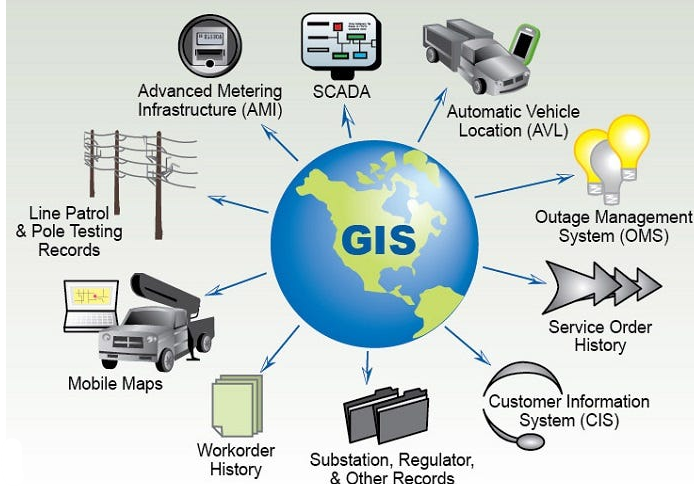 Advanced Metering
Infrastructure (AMI)
SCADA
Automatic Vehicle
Location (AVL)
Line Patrol
& Pole Testing
Records
GIS
Outage Management
System (OMS)
Mobile Maps
Service Order
History
Workorder
History
Substation, Regulator,
& Other Records
Customer Information
System (CIS)